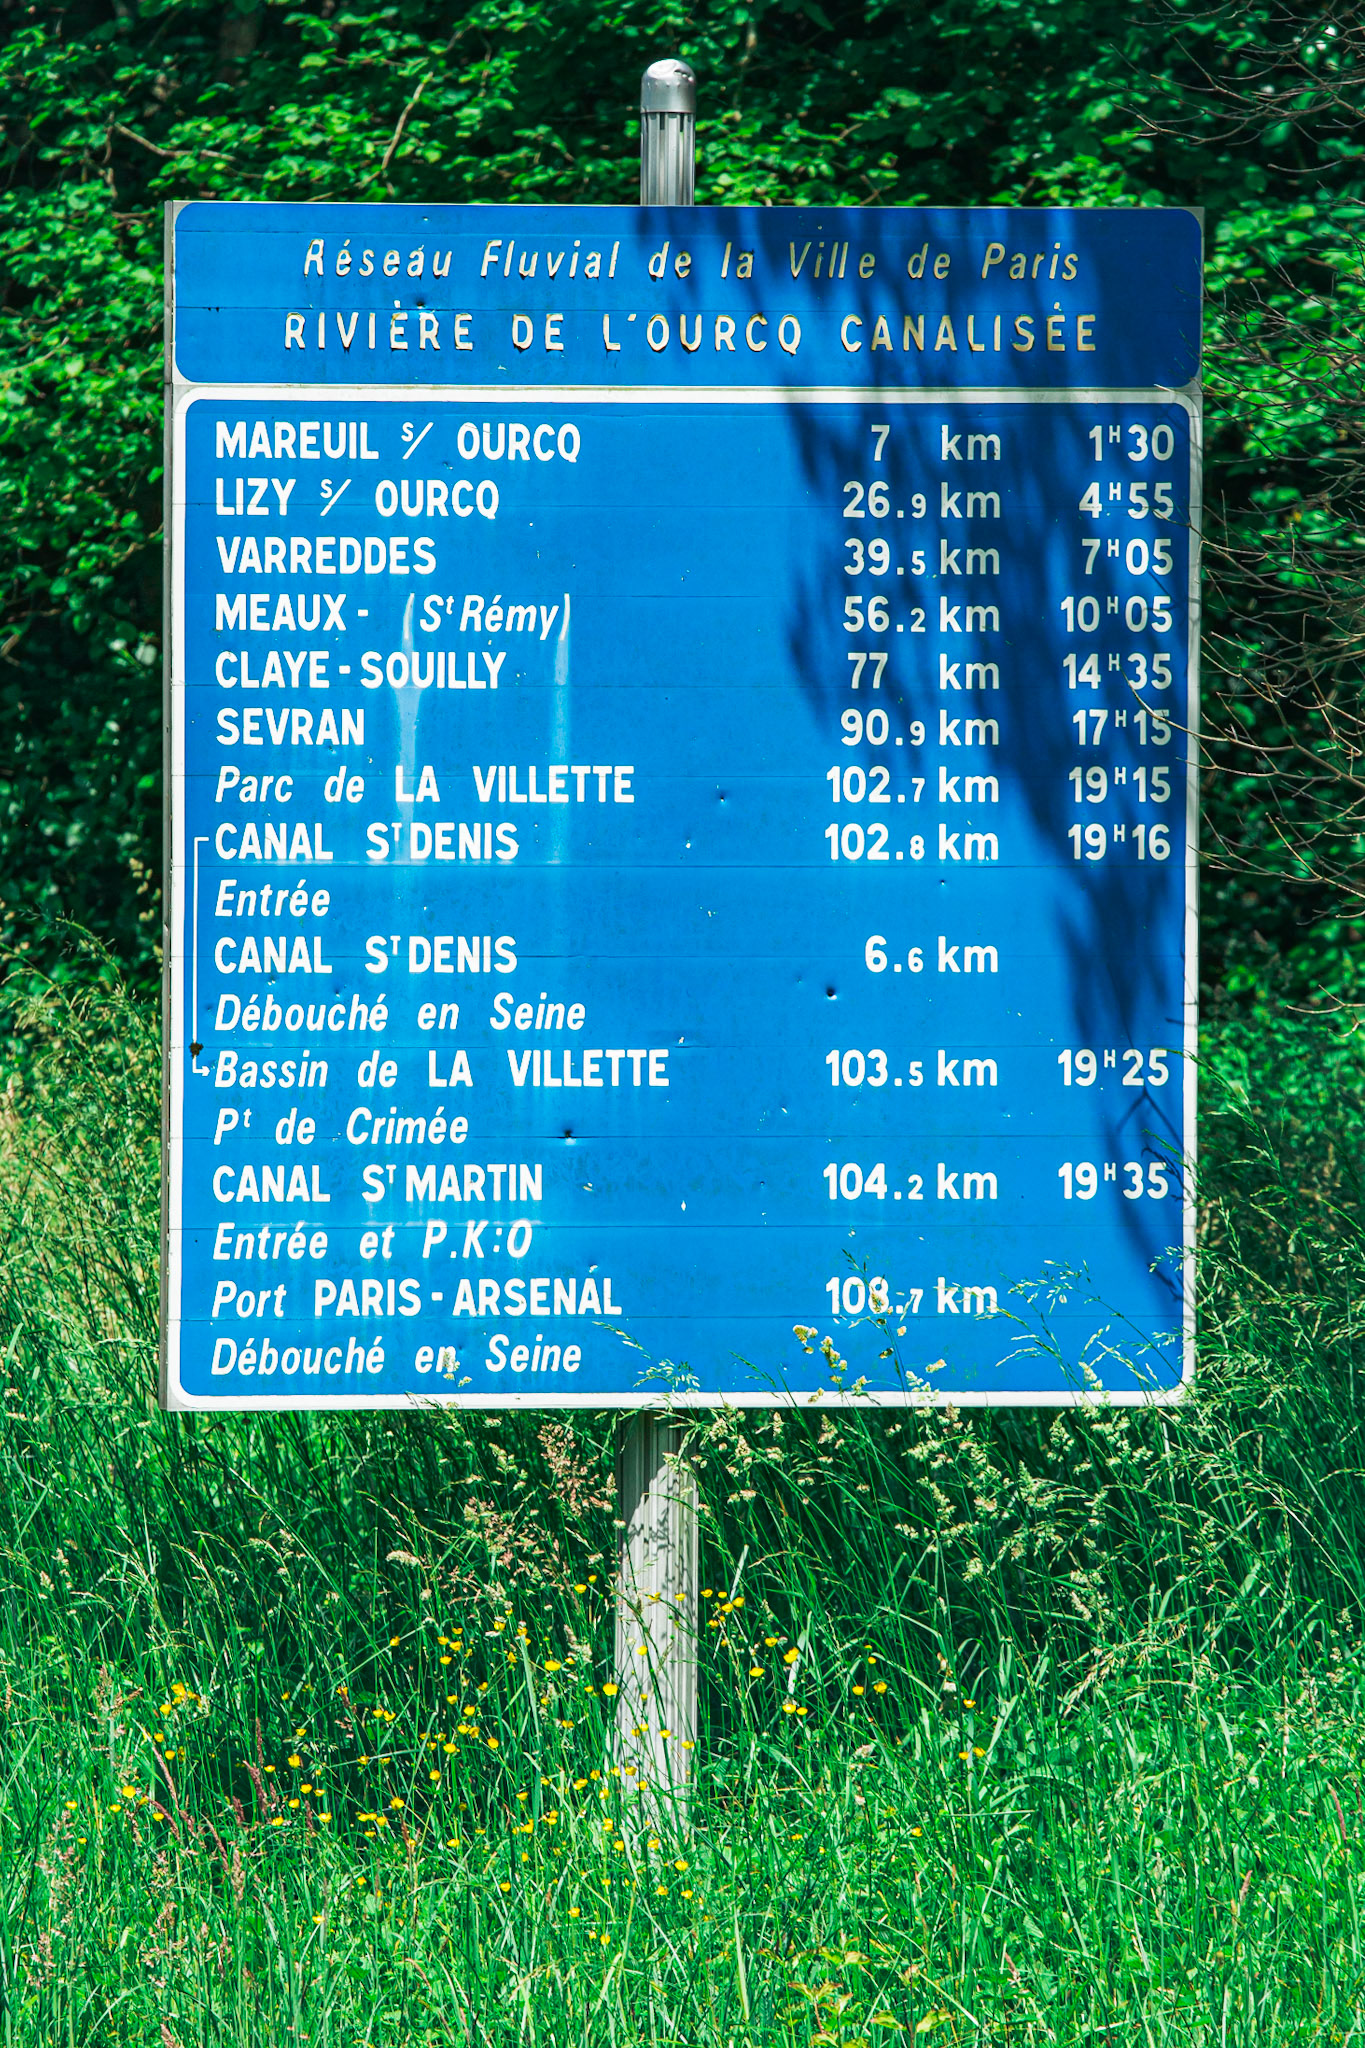 Réseau Fluvial de la Ville de Paris
RIVIÈRE DE L'OURCQ CANALISÉE
MAREUIL s/ OURCQ 7 km 1H30
LIZY s/ OURCQ 26.9 km 4H55
VARREDDES 39.5 km 7H05
MEAUX - (St Rémy) 56.2 km 10H05
CLAYE-SOUILLY 77 km 14H35
SEVRAN 90.9 km 17H15
Parc de LA VILLETTE 102.7 km 19H15
CANAL ST DENIS 102.8 km 19H16
Entrée
CANAL ST DENIS 6.6 km
Débouché en Seine
Bassin de LA VILLETTE 103.5 km 19H25
Pt de Crimée
CANAL ST MARTIN 104.2 km 19H35
Entrée et P.K:0
Port PARIS-ARSENAL 108.7 km
Débouché en Seine